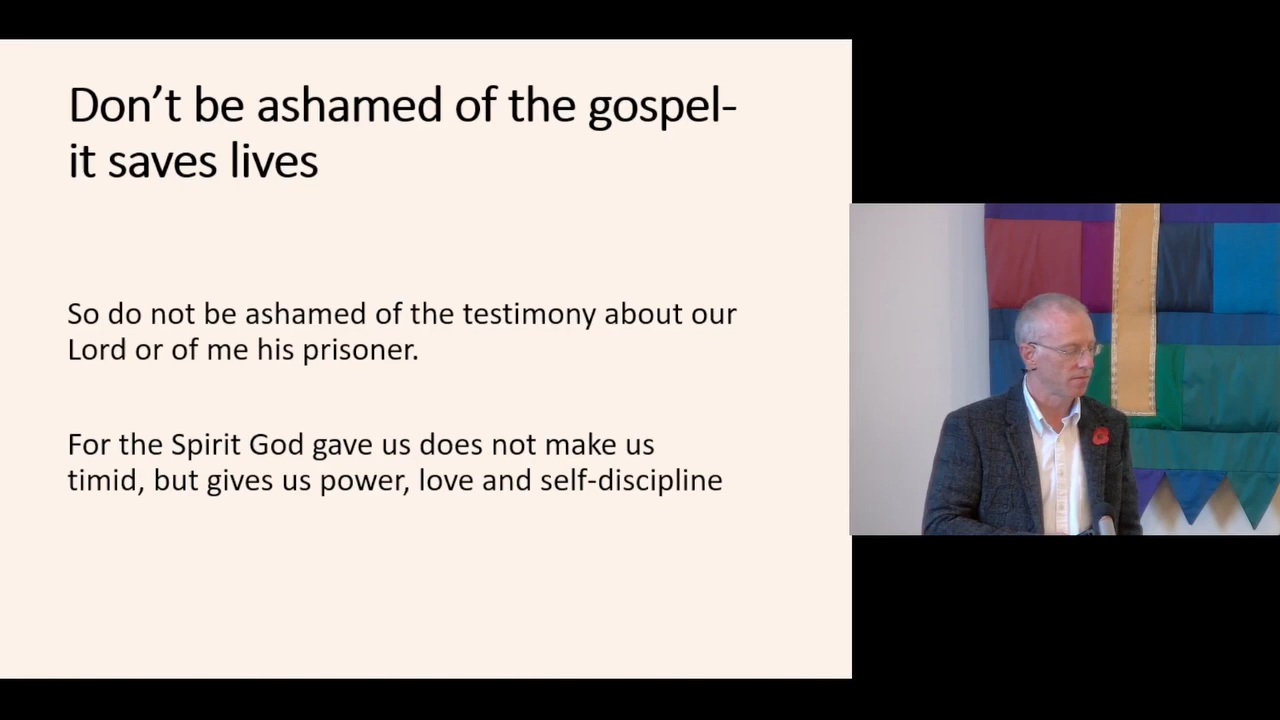 Don’t be ashamed of the gospel-
it saves lives
So do not be ashamed of the testimony about our
Lord or of me his prisoner.
For the Spirit God gave us does not make us
timid, but gives us power, love and self-discipline